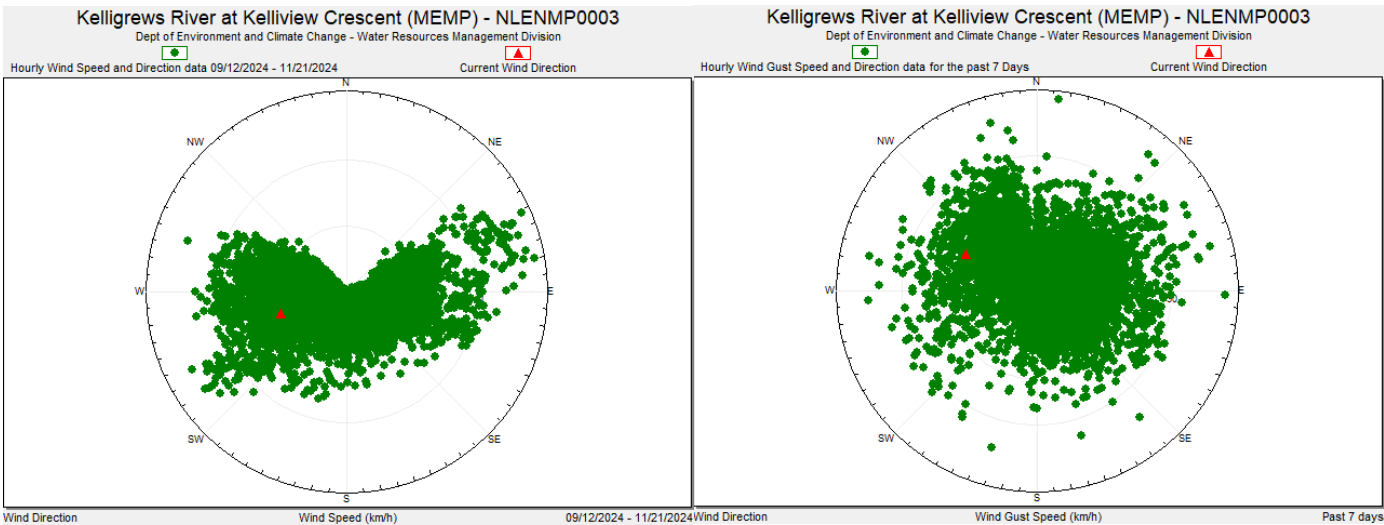 Kelligrews River at Kelliview Crescent (MEMP) - NLENMP0003
Dept of Environment and Climate Change - Water Resources Management Division
Hourly Wind Speed and Direction data 09/12/2024 - 11/21/2024
Current Wind Direction
N
NW
NE
W
E
SW
SE
S
Wind Direction
Wind Speed (km/h)
09/12/2024 - 11/21/2024
Kelligrews River at Kelliview Crescent (MEMP) - NLENMP0003
Dept of Environment and Climate Change - Water Resources Management Division
Hourly Wind Gust Speed and Direction data for the past 7 Days
Current Wind Direction
N
NW
NE
W
E
SW
SE
S
Wind Direction
Wind Gust Speed (km/h)
Past 7 days